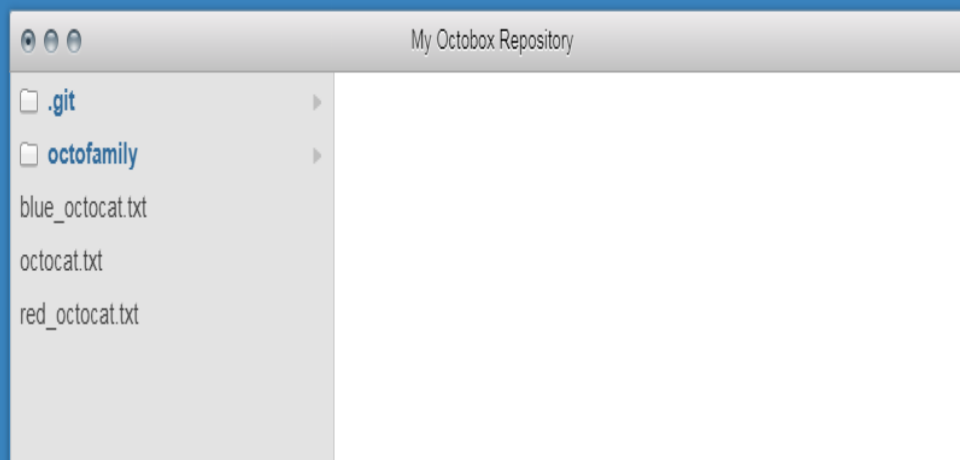 My Octobox Repository
.git
octofamily
blue_octocat.txt
octocat.txt
red_octocat.txt